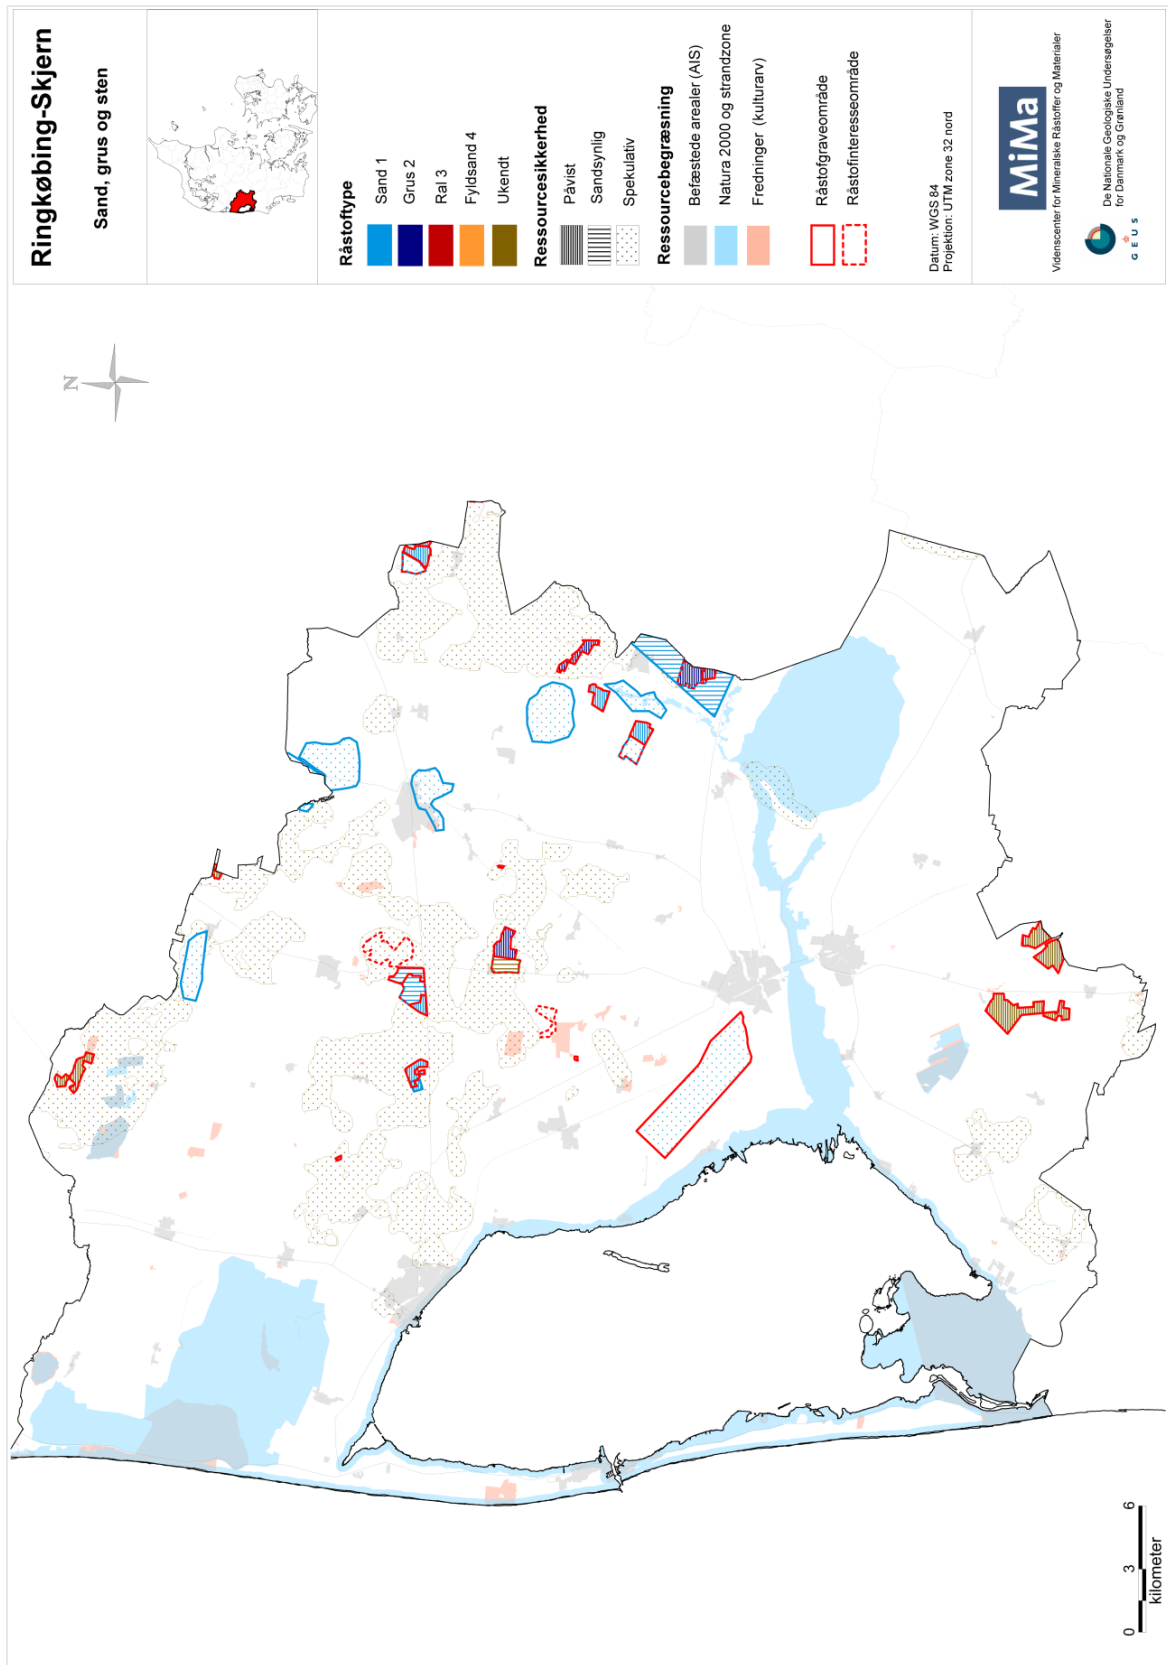 Ringkøbing-Skjern
Sand, grus og sten
Råstoftype
Sand 1
Grus 2
Ral 3
Fyldsand 4
Ukendt
Ressourcesikkerhed
Påvist
Sandsynlig
Spekulativ
Ressourcebegræsning
Befæstede arealer (AIS)
Natura 2000 og strandzone
Fredninger (kulturarv)
Råstofgraveområde
Råstofinteresseområde
Datum: WGS 84
Projektion: UTM zone 32 nord
MiMa
Videnscenter for Mineralske Råstoffer og Materialer
G E U S
De Nationale Geologiske Undersøgelser
for Danmark og Grønland
N
0 3 6
kilometer